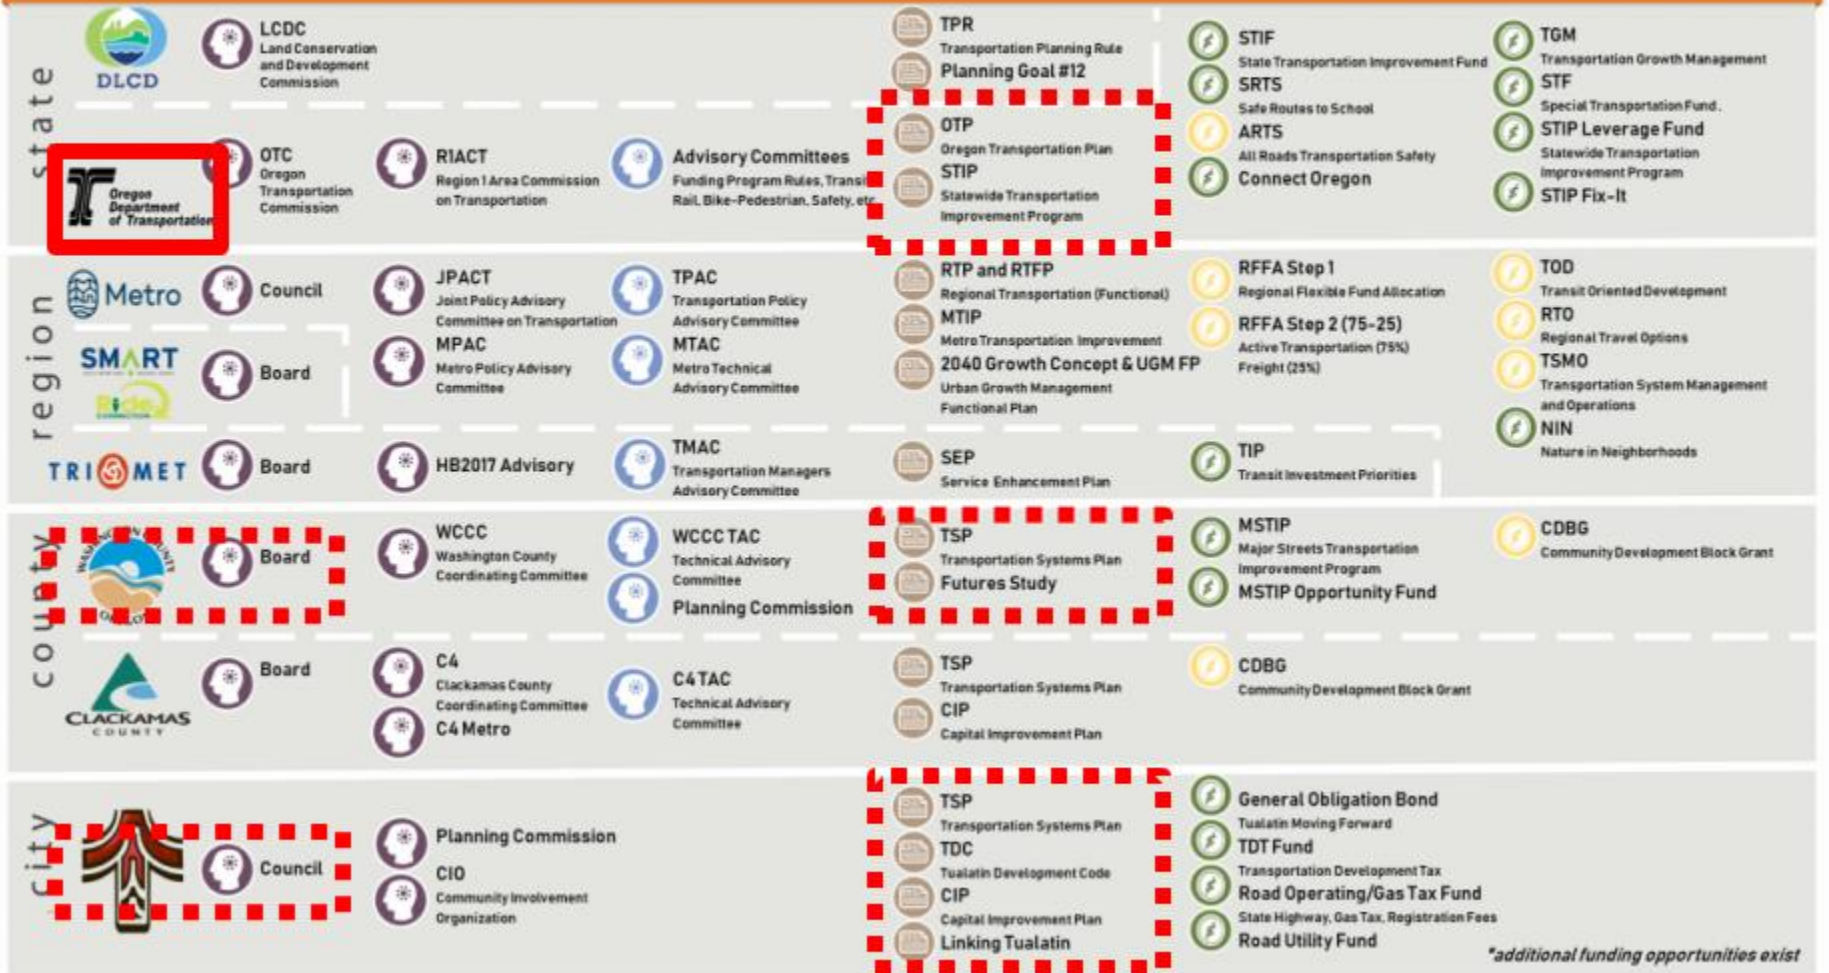 state
DLCD
LCDC
Land Conservation
and Development
Commission
TPR
Transportation Planning Rule
Planning Goal #12
STIF
State Transportation Improvement Fund
SRTS
Safe Routes to School
ARTS
All Roads Transportation Safety
Connect Oregon
TGM
Transportation Growth Management
STF
Special Transportation Fund.
STIP Leverage Fund
Statewide Transportation
Improvement Program
STIP Fix-It
Oregon
Department
of Transportation
OTC
Oregon
Transportation
Commission
R1ACT
Region 1 Area Commission
on Transportation
Advisory Committees
Funding Program Rules, Transit
Rail, Bike-Pedestrian, Safety, etc
OTP
Oregon Transportation Plan
STIP
Statewide Transportation
Improvement Program
region
Metro
Council
JPACT
Joint Policy Advisory
Committee on Transportation
MPAC
Metro Policy Advisory
Committee
TPAC
Transportation Policy
Advisory Committee
MTAC
Metro Technical
Advisory Committee
RTP and RTFP
Regional Transportation (Functional)
MTIP
Metro Transportation Improvement
2040 Growth Concept & UGM FP
Urban Growth Management
Functional Plan
RFFA Step 1
Regional Flexible Fund Allocation
RFFA Step 2 (75-25)
Active Transportation (75%)
Freight (25%)
TOD
Transit Oriented Development
RTO
Regional Travel Options
TSMO
Transportation System Management
and Operations
NIN
Nature in Neighborhoods
SMART
Ride
Board
TRIMET
Board
HB2017 Advisory
TMAC
Transportation Managers
Advisory Committee
SEP
Service Enhancement Plan
TIP
Transit Investment Priorities
county
WASHINGTON COUNTY
Board
WCCC
Washington County
Coordinating Committee
WCCC TAC
Technical Advisory
Committee
Planning Commission
TSP
Transportation Systems Plan
Futures Study
MSTIP
Major Streets Transportation
Improvement Program
MSTIP Opportunity Fund
CDBG
Community Development Block Grant
CLACKAMAS
COUNTY
Board
C4
Clackamas County
Coordinating Committee
C4 Metro
C4 TAC
Technical Advisory
Committee
TSP
Transportation Systems Plan
CIP
Capital Improvement Plan
CDBG
Community Development Block Grant
city
Council
Planning Commission
CIO
Community Involvement
Organization
TSP
Transportation Systems Plan
TDC
Tualatin Development Code
CIP
Capital Improvement Plan
Linking Tualatin
General Obligation Bond
Tualatin Moving Forward
TDT Fund
Transportation Development Tax
Road Operating/Gas Tax Fund
State Highway, Gas Tax, Registration Fees
Road Utility Fund
*additional funding opportunities exist